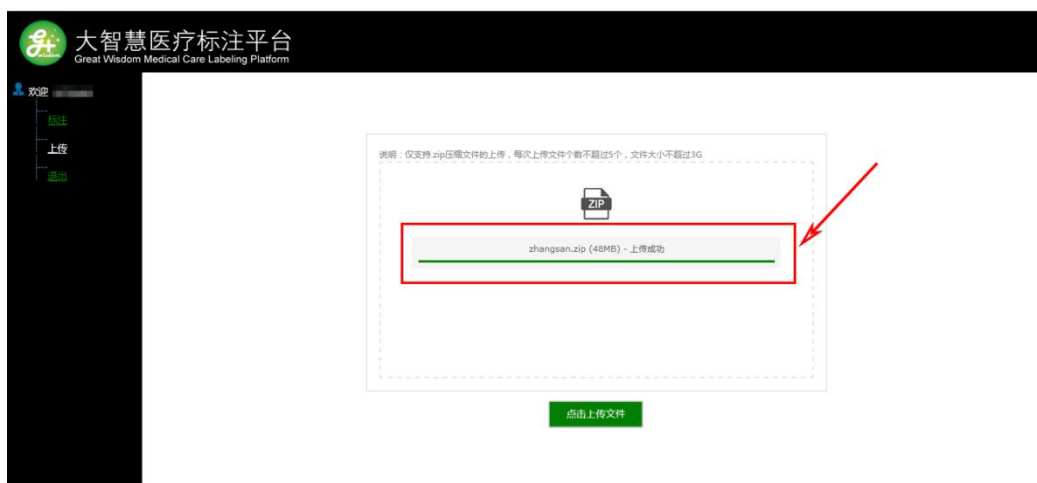 大智慧医疗标注平台
Great Wisdom Medical Care Labeling Platform
欢迎
标注
上传
退出
说明：仅支持.zip压缩文件的上传，每次上传文件个数不超过5个，文件大小不超过3G
ZIP
zhangsan.zip (48MB) - 上传成功
点击上传文件